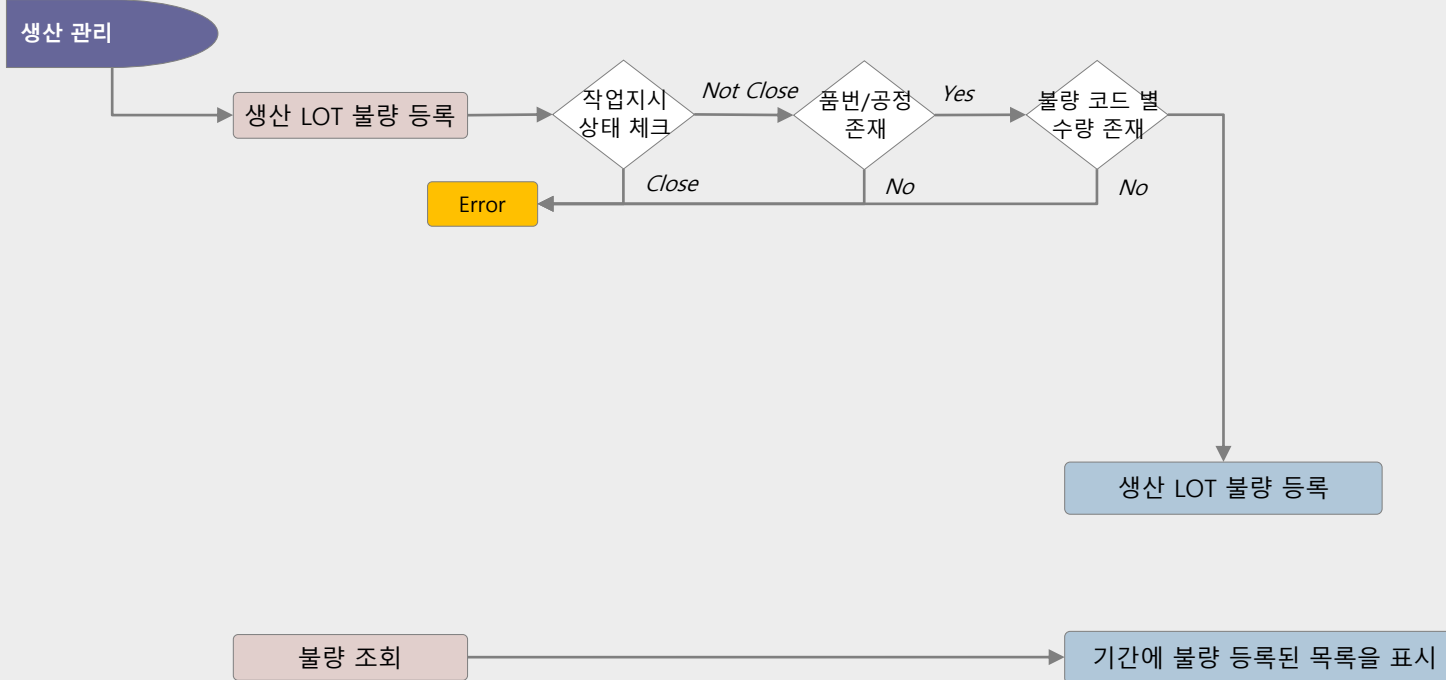 생산 관리
생산 LOT 불량 등록
작업지시
상태 체크
Not Close
품번/공정
존재
Yes
불량 코드 별
수량 존재
Close
No
No
Error
생산 LOT 불량 등록
불량 조회
기간에 불량 등록된 목록을 표시